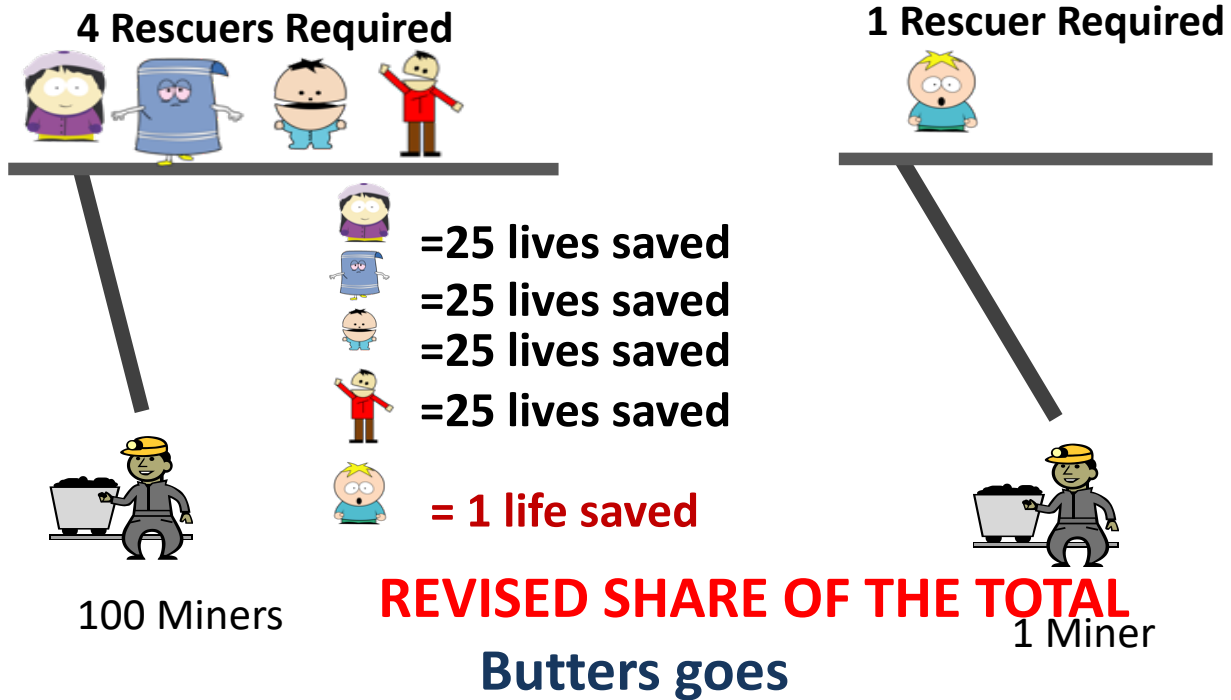 4 Rescuers Required
1 Rescuer Required
=25 lives saved
=25 lives saved
=25 lives saved
=25 lives saved
= 1 life saved
REVISED SHARE OF THE TOTAL
100 Miners
1 Miner
Butters goes